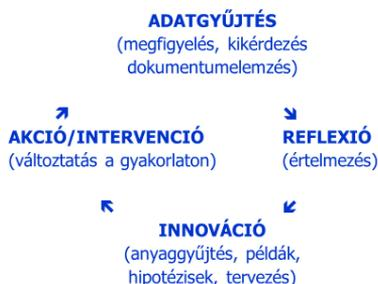 ADATGYŰJTÉS
(megfigyelés, kikérdezés
dokumentumelemzés)
AKCIÓ/INTERVENCIÓ
(változtatás a gyakorlaton)
REFLEXIÓ
(értelmezés)
INNOVÁCIÓ
(anyaggyűjtés, példák,
hipotézisek, tervezés)